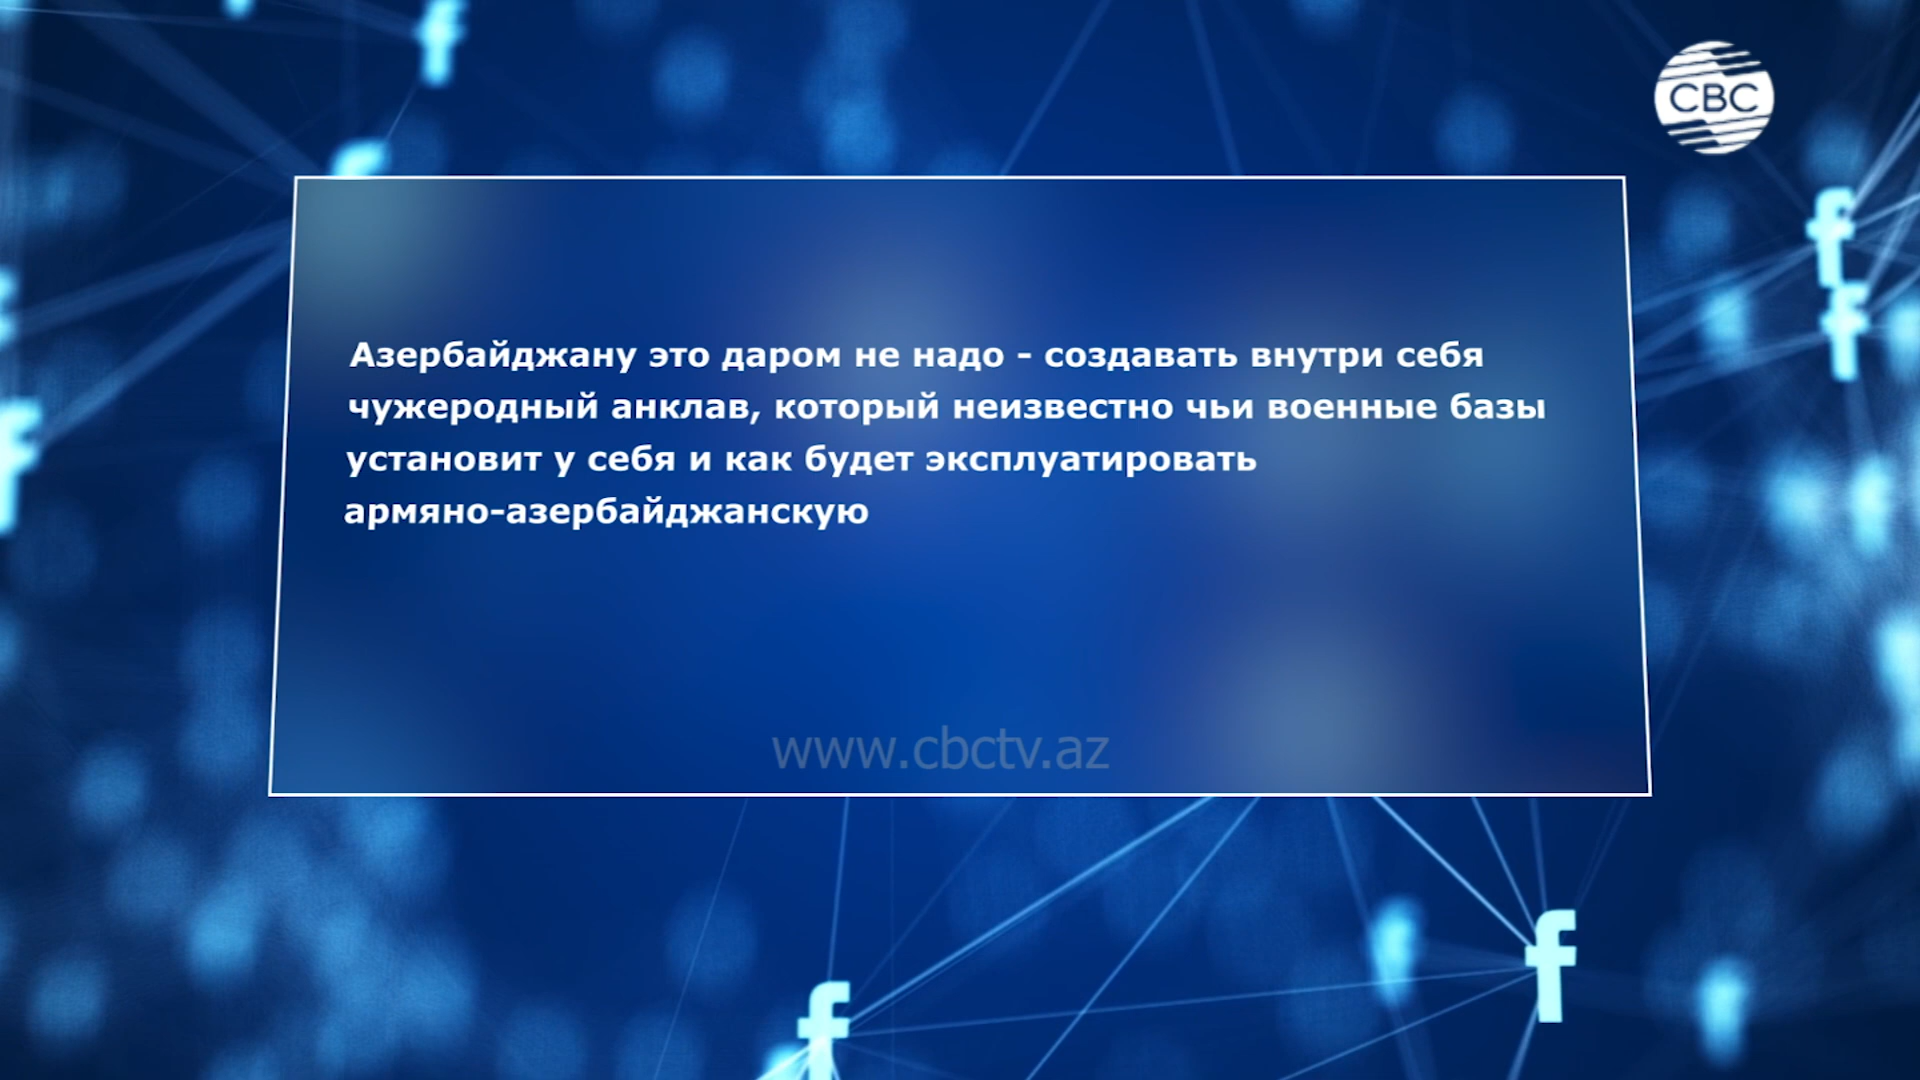 CBC
Азербайджану это даром не надо - создавать внутри себя
чужеродный анклав, который неизвестно чьи военные базы
установит у себя и как будет эксплуатировать
армяно-азербайджанскую
www.cbctv.az